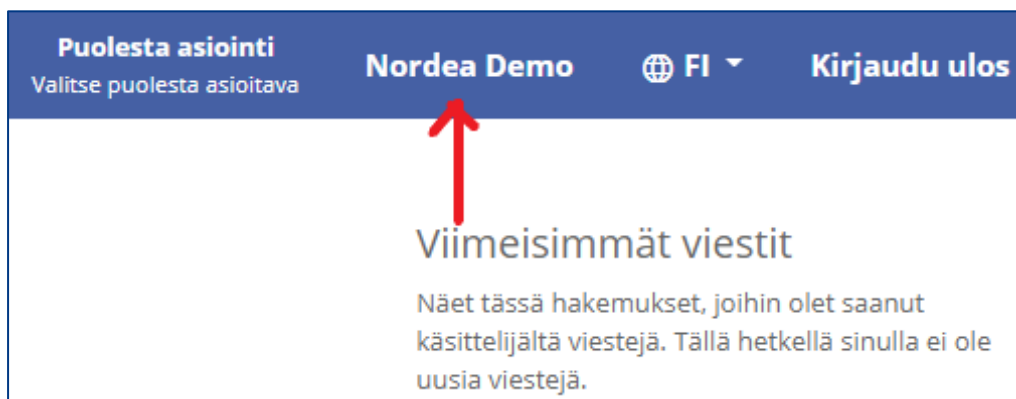 Puolesta asiointi
Valitse puolesta asioitava
Nordea Demo
FI
Kirjaudu ulos
Viimeisimmät viestit
Näet tässä hakemukset, joihin olet saanut
käsittelijältä viestejä. Tällä hetkellä sinulla ei ole
uusia viestejä.